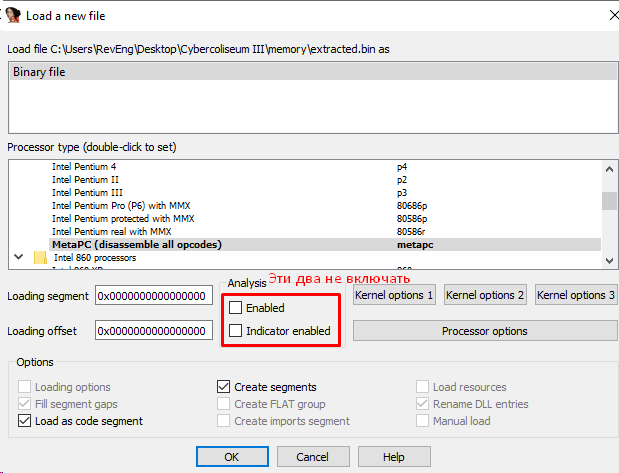 Load a new file
Load file C:\Users\RevEng\Desktop\Cybercoliseum III\memory\extracted.bin as
Binary file
Processor type (double-click to set)
Intel Pentium 4 p4
Intel Pentium II p2
Intel Pentium III p3
Intel Pentium Pro (P6) with MMX 80686p
Intel Pentium protected with MMX 80586p
Intel Pentium real with MMX 80586r
MetaPC (disassemble all opcodes) metapc
Intel 860 processors
Analysis
Эти два не включать
Loading segment 0x0000000000000000
Enabled
Kernel options 1 Kernel options 2 Kernel options 3
Loading offset 0x0000000000000000
Indicator enabled
Processor options
Options
Loading options Create segments Load resources
Fill segment gaps Create FLAT group Rename DLL entries
Load as code segment Create imports segment Manual load
OK Cancel Help